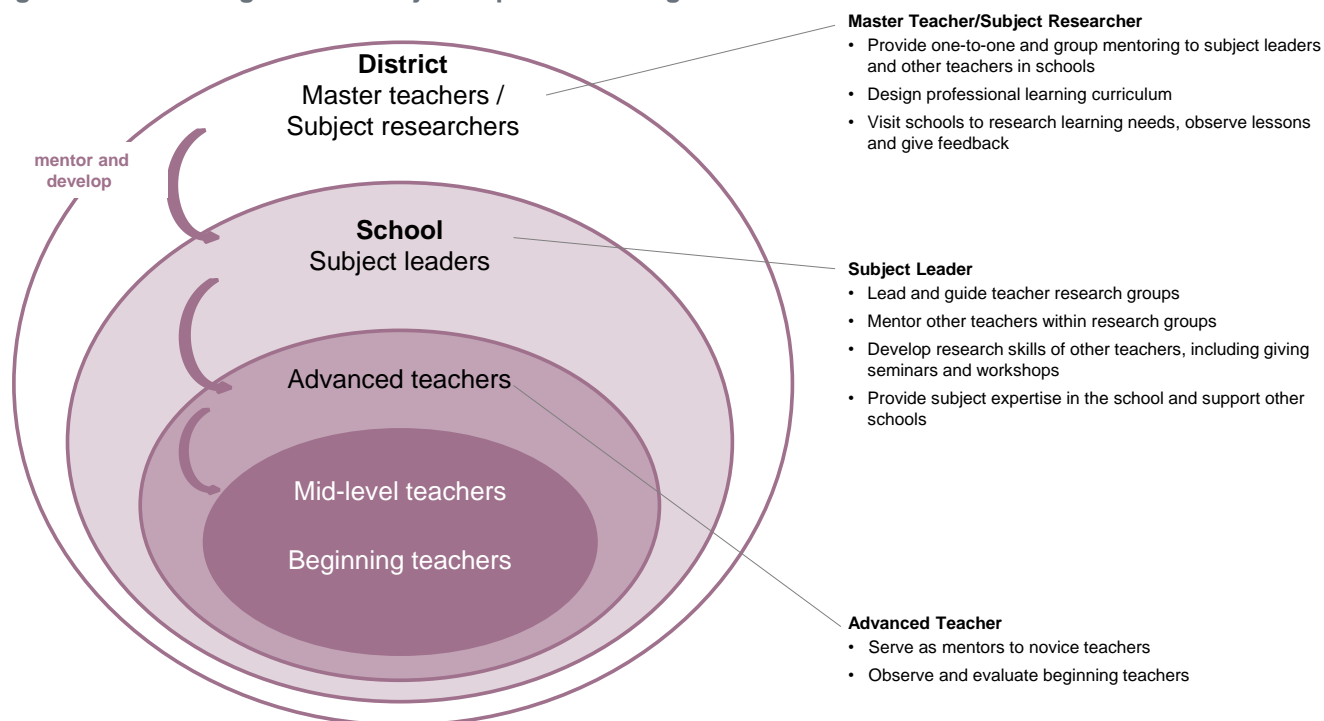 District
Master teachers /
Subject researchers
mentor and
develop
School
Subject leaders
Advanced teachers
Mid-level teachers
Beginning teachers
Master Teacher/Subject Researcher
• Provide one-to-one and group mentoring to subject leaders
and other teachers in schools
• Design professional learning curriculum
• Visit schools to research learning needs, observe lessons
and give feedback
Subject Leader
• Lead and guide teacher research groups
• Mentor other teachers within research groups
• Develop research skills of other teachers, including giving
seminars and workshops
• Provide subject expertise in the school and support other
schools
Advanced Teacher
• Serve as mentors to novice teachers
• Observe and evaluate beginning teachers